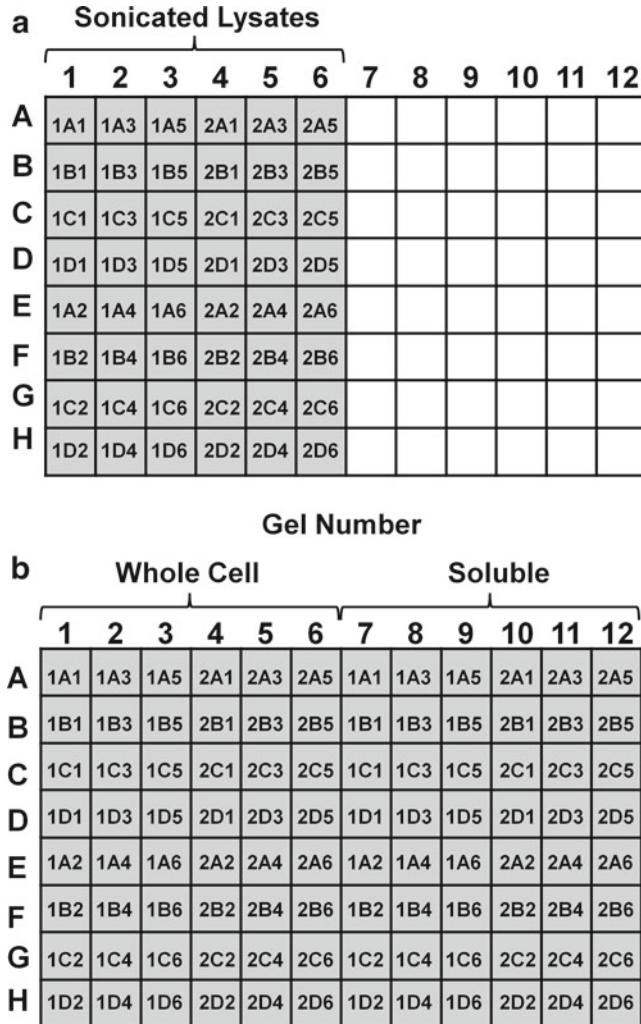 a
Sonicated Lysates
1 2 3 4 5 6 7 8 9 10 11 12
A 1A1 1A3 1A5 2A1 2A3 2A5
B 1B1 1B3 1B5 2B1 2B3 2B5
C 1C1 1C3 1C5 2C1 2C3 2C5
D 1D1 1D3 1D5 2D1 2D3 2D5
E 1A2 1A4 1A6 2A2 2A4 2A6
F 1B2 1B4 1B6 2B2 2B4 2B6
G 1C2 1C4 1C6 2C2 2C4 2C6
H 1D2 1D4 1D6 2D2 2D4 2D6
Gel Number
b
Whole Cell Soluble
1 2 3 4 5 6 7 8 9 10 11 12
A 1A1 1A3 1A5 2A1 2A3 2A5 1A1 1A3 1A5 2A1 2A3 2A5
B 1B1 1B3 1B5 2B1 2B3 2B5 1B1 1B3 1B5 2B1 2B3 2B5
C 1C1 1C3 1C5 2C1 2C3 2C5 1C1 1C3 1C5 2C1 2C3 2C5
D 1D1 1D3 1D5 2D1 2D3 2D5 1D1 1D3 1D5 2D1 2D3 2D5
E 1A2 1A4 1A6 2A2 2A4 2A6 1A2 1A4 1A6 2A2 2A4 2A6
F 1B2 1B4 1B6 2B2 2B4 2B6 1B2 1B4 1B6 2B2 2B4 2B6
G 1C2 1C4 1C6 2C2 2C4 2C6 1C2 1C4 1C6 2C2 2C4 2C6
H 1D2 1D4 1D6 2D2 2D4 2D6 1D2 1D4 1D6 2D2 2D4 2D6